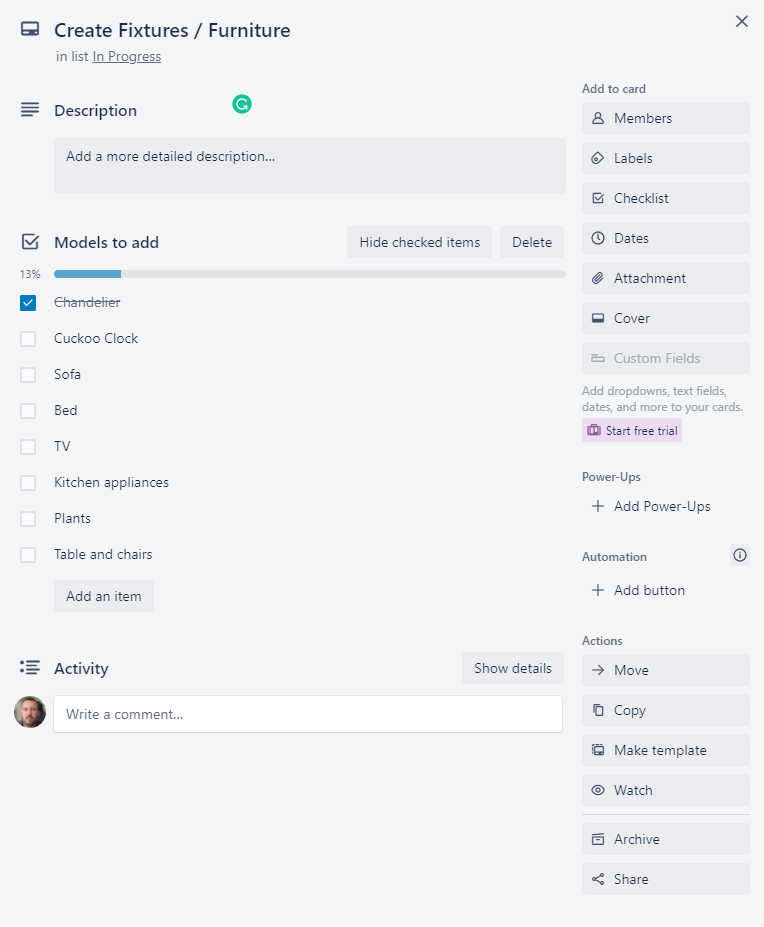 Create Fixtures / Furniture
in list In Progress
Description
Add a more detailed description...
Models to add
Hide checked items
Delete
13%
Chandelier
Cuckoo Clock
Sofa
Bed
TV
Kitchen appliances
Plants
Table and chairs
Add an item
Activity
Show details
Write a comment...
Add to card
Members
Labels
Checklist
Dates
Attachment
Cover
Custom Fields
Add dropdowns, text fields,
dates, and more to your cards.
Start free trial
Power-Ups
Add Power-Ups
Automation
Add button
Actions
Move
Copy
Make template
Watch
Archive
Share